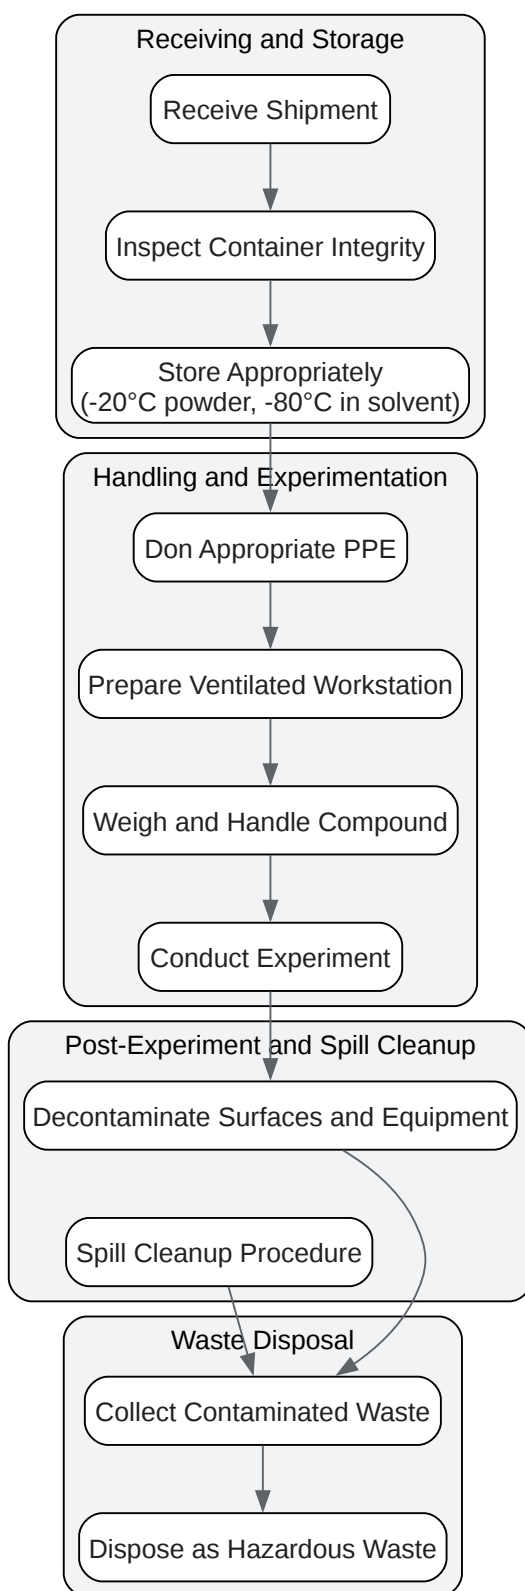 Receiving and Storage
Receive Shipment
Inspect Container Integrity
Store Appropriately
(-20°C powder, -80°C in solvent)
Handling and Experimentation
Don Appropriate PPE
Prepare Ventilated Workstation
Weigh and Handle Compound
Conduct Experiment
Post-Experiment and Spill Cleanup
Decontaminate Surfaces and Equipment
Spill Cleanup Procedure
Waste Disposal
Collect Contaminated Waste
Dispose as Hazardous Waste